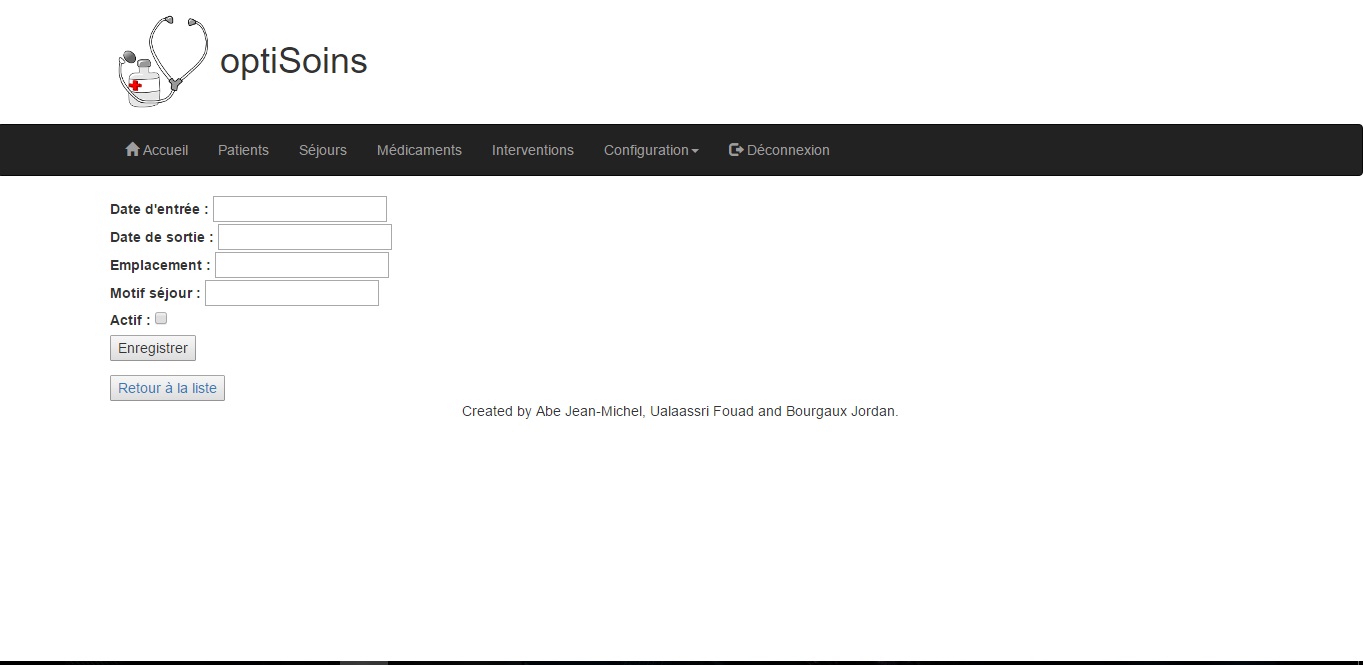 optiSoins
Accueil Patients Séjours Médicaments Interventions Configuration Déconnexion
Date d'entrée :
Date de sortie :
Emplacement :
Motif séjour :
Actif :
Enregistrer
Retour à la liste
Created by Abe Jean-Michel, Ualaassri Fouad and Bourgaux Jordan.